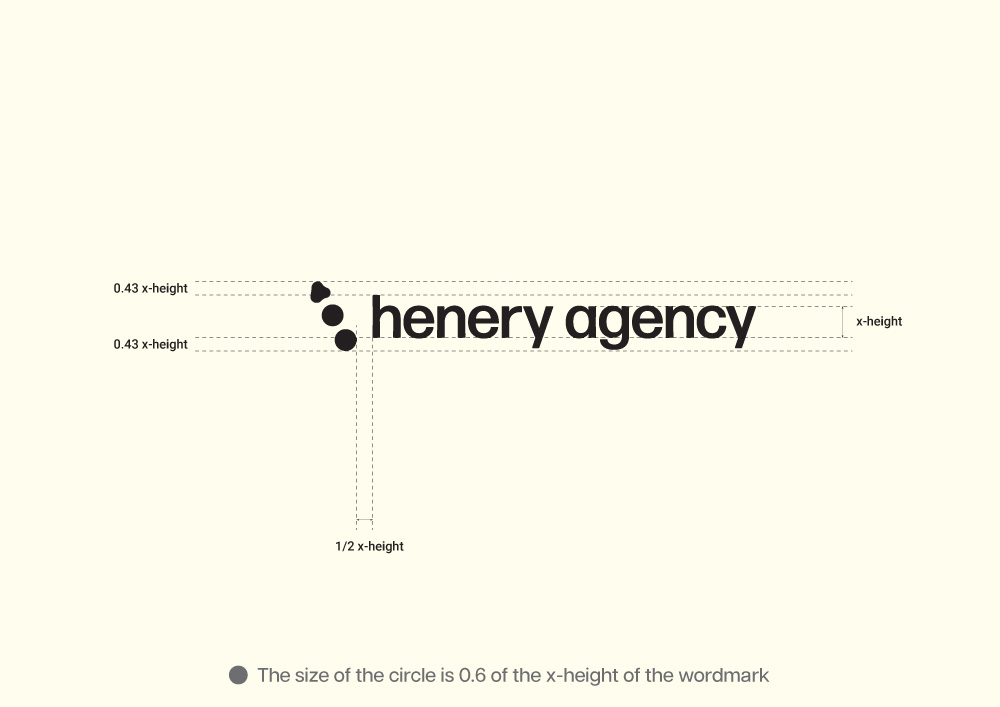 0.43 x-height
henery agency
x-height
0.43 x-height
1/2 x-height
The size of the circle is 0.6 of the x-height of the wordmark